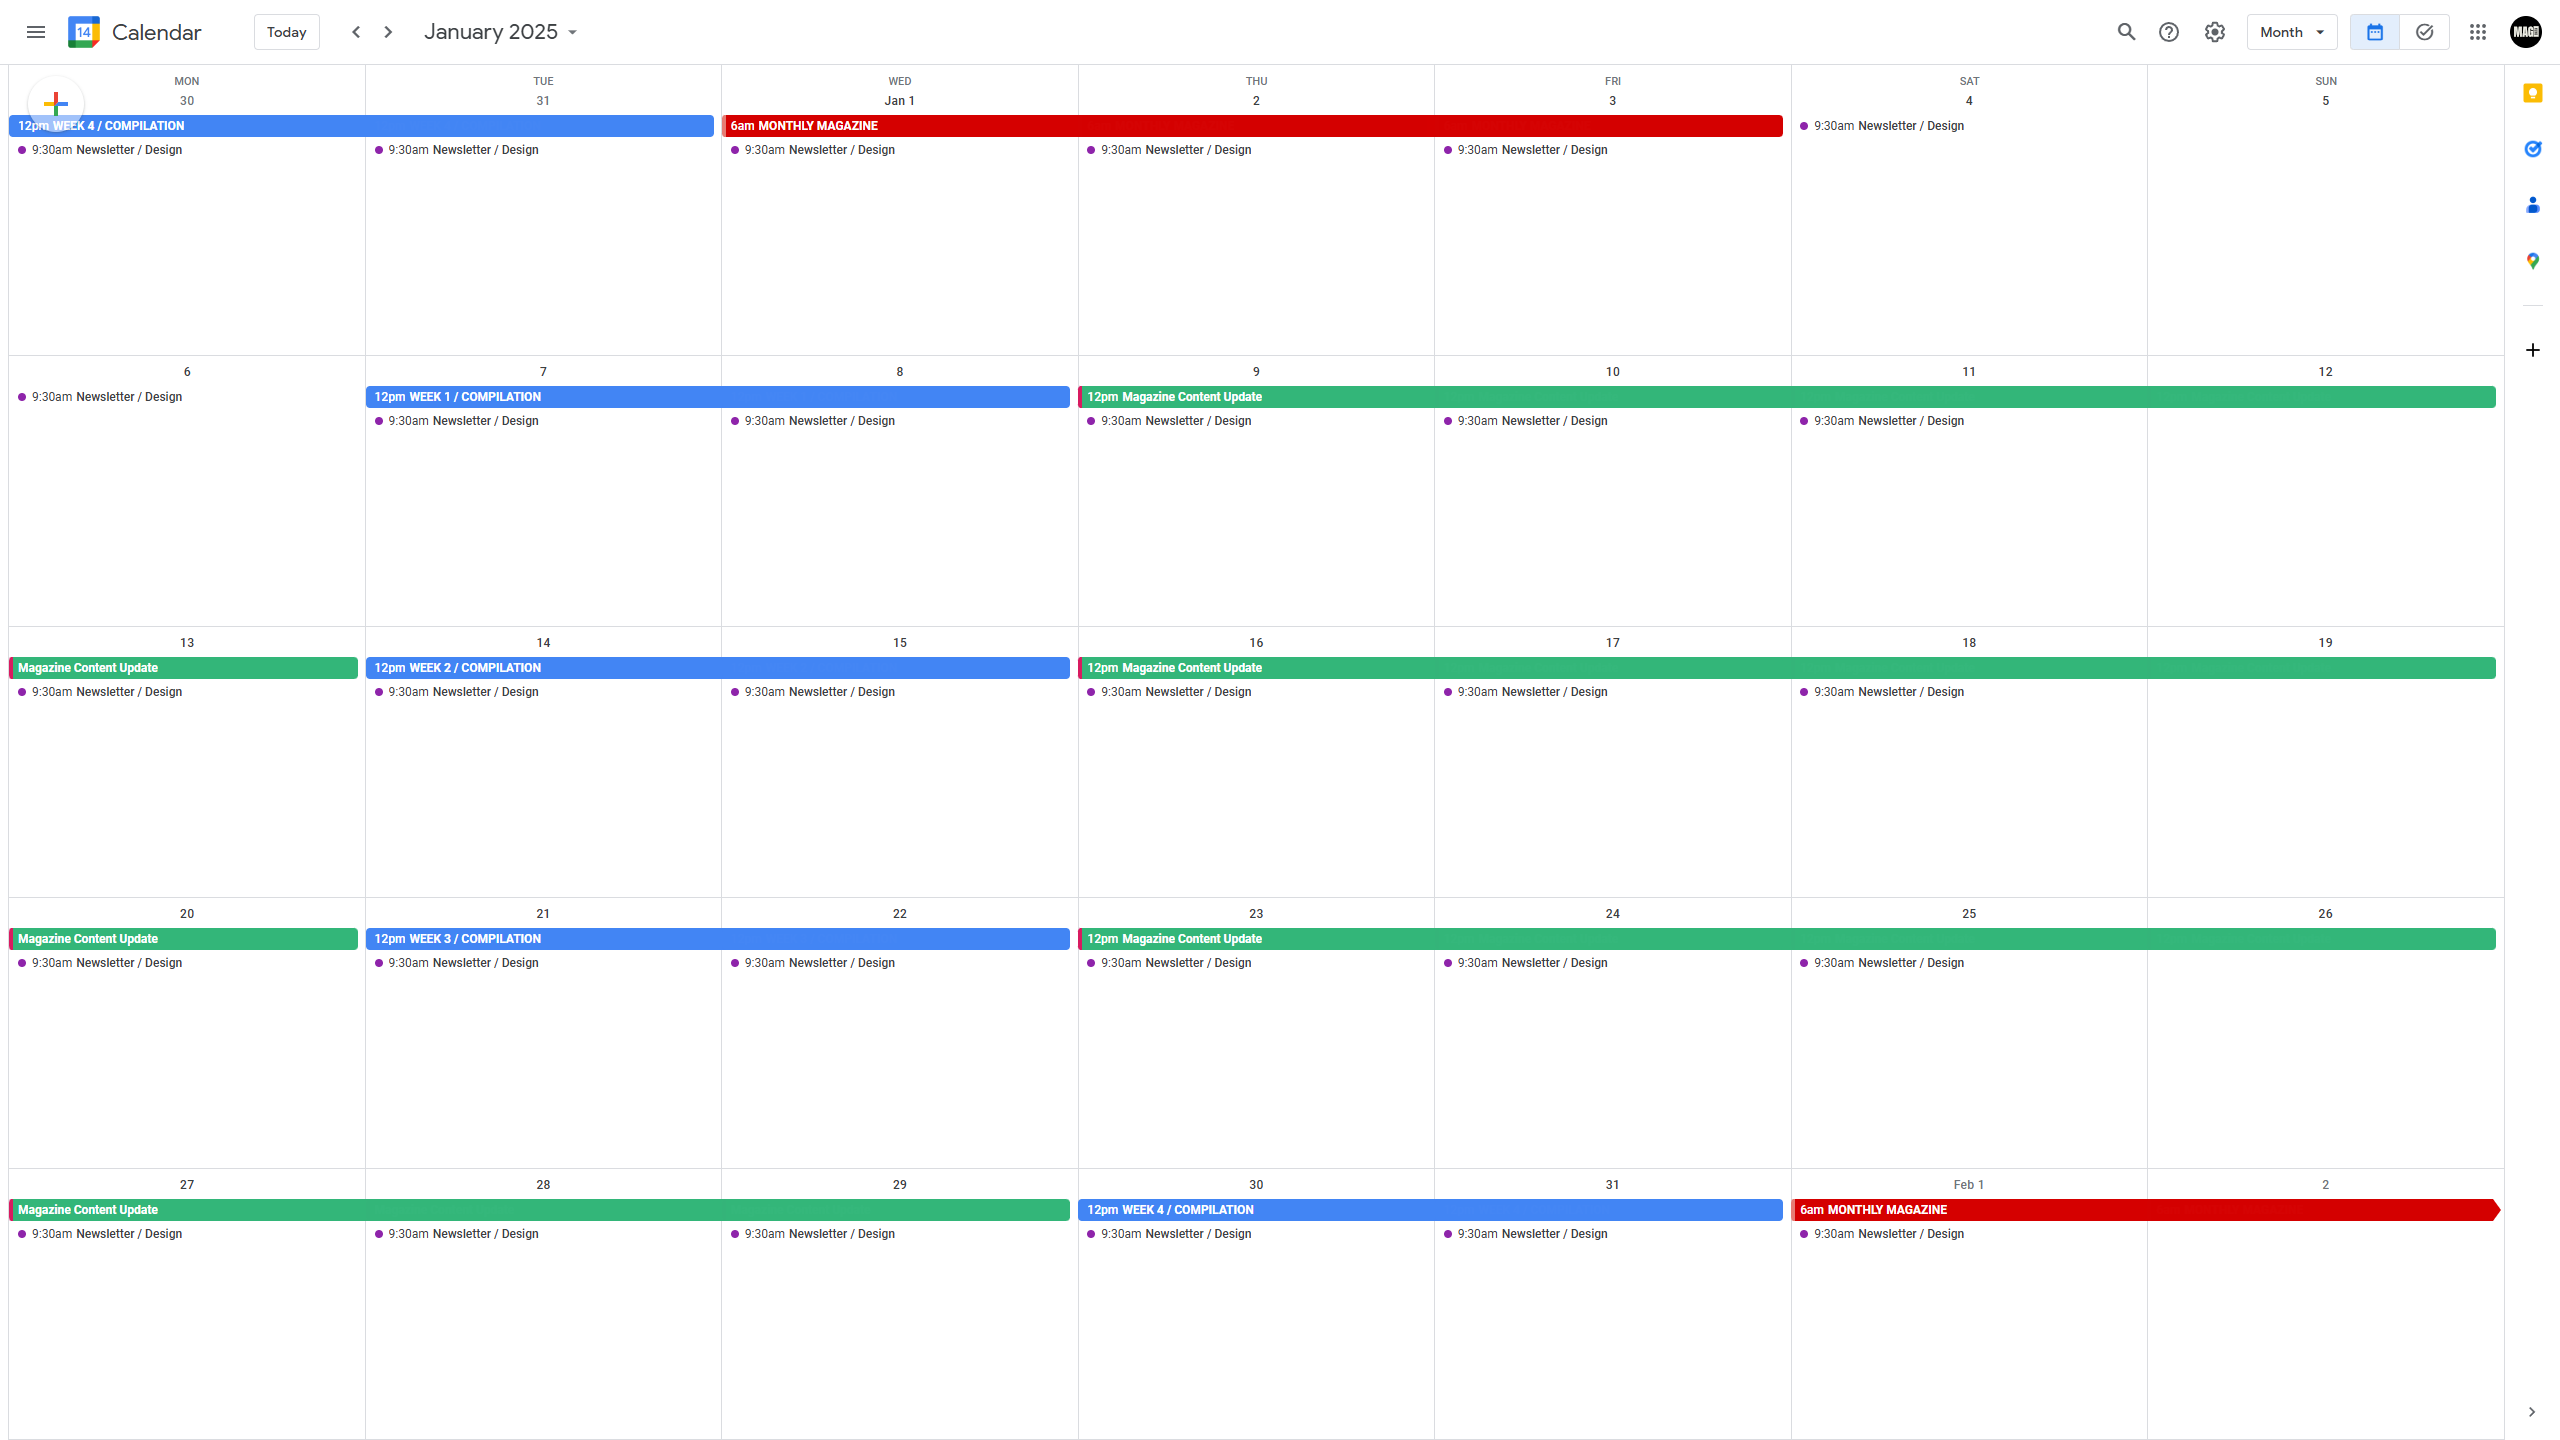 14 Calendar Today January 2025 Month MAG
MON TUE WED THU FRI SAT SUN
30 31 Jan 1 2 3 4 5
12pm WEEK 4 / COMPILATION 6am MONTHLY MAGAZINE 9:30am Newsletter / Design
9:30am Newsletter / Design 9:30am Newsletter / Design 9:30am Newsletter / Design 9:30am Newsletter / Design 9:30am Newsletter / Design
6 7 8 9 10 11 12
9:30am Newsletter / Design 12pm WEEK 1 / COMPILATION 12pm Magazine Content Update
9:30am Newsletter / Design 9:30am Newsletter / Design 9:30am Newsletter / Design 9:30am Newsletter / Design 9:30am Newsletter / Design
13 14 15 16 17 18 19
Magazine Content Update 12pm WEEK 2 / COMPILATION 12pm Magazine Content Update
9:30am Newsletter / Design 9:30am Newsletter / Design 9:30am Newsletter / Design 9:30am Newsletter / Design 9:30am Newsletter / Design 9:30am Newsletter / Design
20 21 22 23 24 25 26
Magazine Content Update 12pm WEEK 3 / COMPILATION 12pm Magazine Content Update
9:30am Newsletter / Design 9:30am Newsletter / Design 9:30am Newsletter / Design 9:30am Newsletter / Design 9:30am Newsletter / Design 9:30am Newsletter / Design
27 28 29 30 31 Feb 1 2
Magazine Content Update 12pm WEEK 4 / COMPILATION 6am MONTHLY MAGAZINE
9:30am Newsletter / Design 9:30am Newsletter / Design 9:30am Newsletter / Design 9:30am Newsletter / Design 9:30am Newsletter / Design 9:30am Newsletter / Design